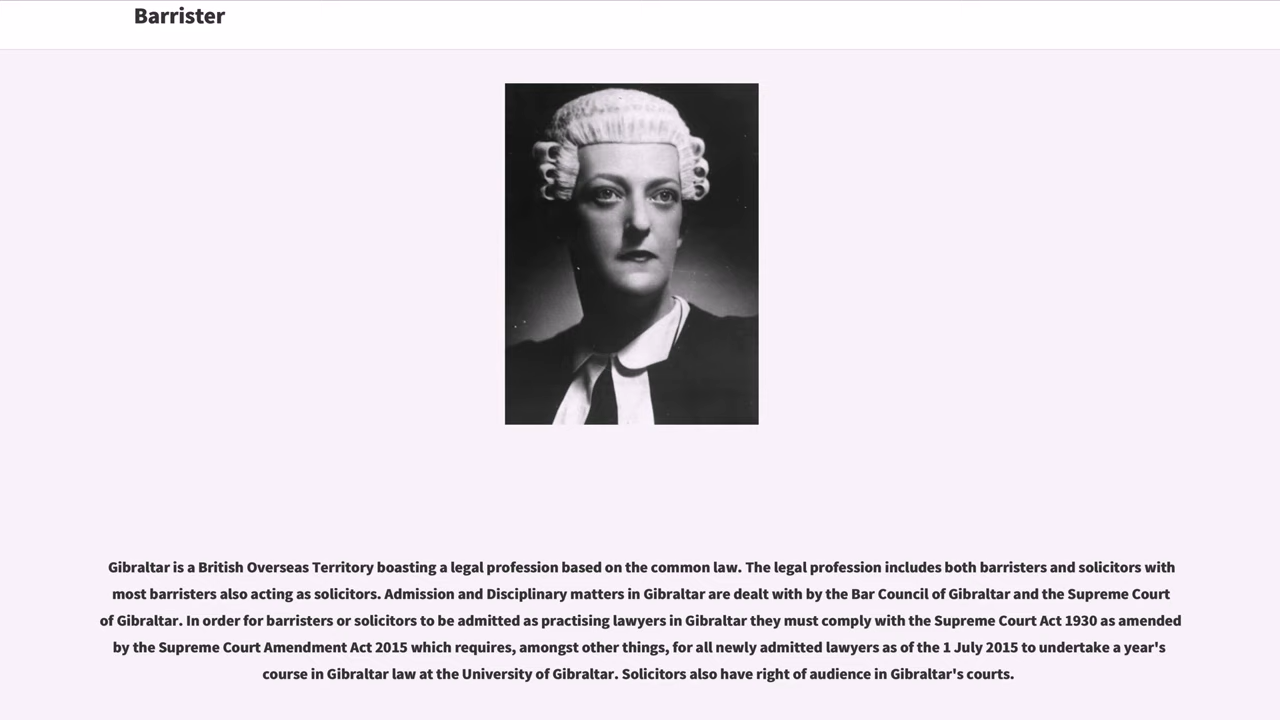 Barrister
Gibraltar is a British Overseas Territory boasting a legal profession based on the common law. The legal profession includes both barristers and solicitors with
most barristers also acting as solicitors. Admission and Disciplinary matters in Gibraltar are dealt with by the Bar Council of Gibraltar and the Supreme Court
of Gibraltar. In order for barristers or solicitors to be admitted as practising lawyers in Gibraltar they must comply with the Supreme Court Act 1930 as amended
by the Supreme Court Amendment Act 2015 which requires, amongst other things, for all newly admitted lawyers as of the 1 July 2015 to undertake a year's
course in Gibraltar law at the University of Gibraltar. Solicitors also have right of audience in Gibraltar's courts.